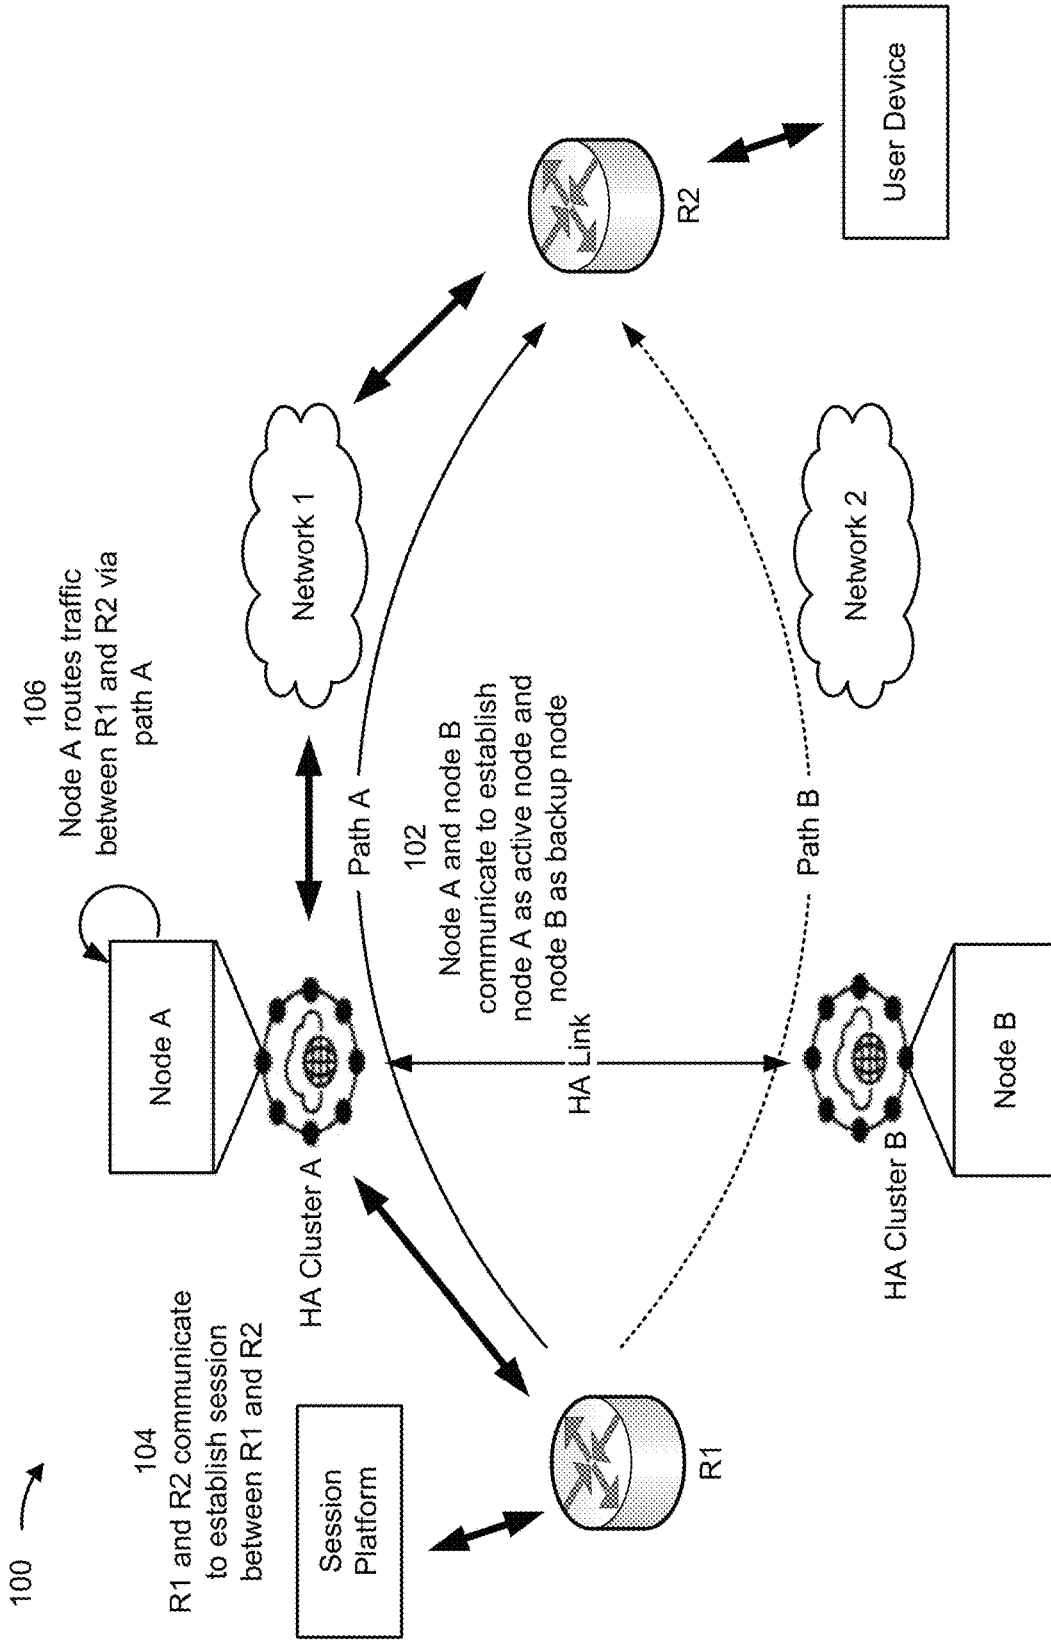 100
104
R1 and R2 communicate
to establish session
between R1 and R2
Session
Platform
R1
HA Cluster A
Node A
106
Node A routes traffic
between R1 and R2 via
path A
Path A
102
Node A and node B
communicate to establish
node A as active node and
node B as backup node
HA Link
Network 1
R2
User Device
Path B
Network 2
HA Cluster B
Node B